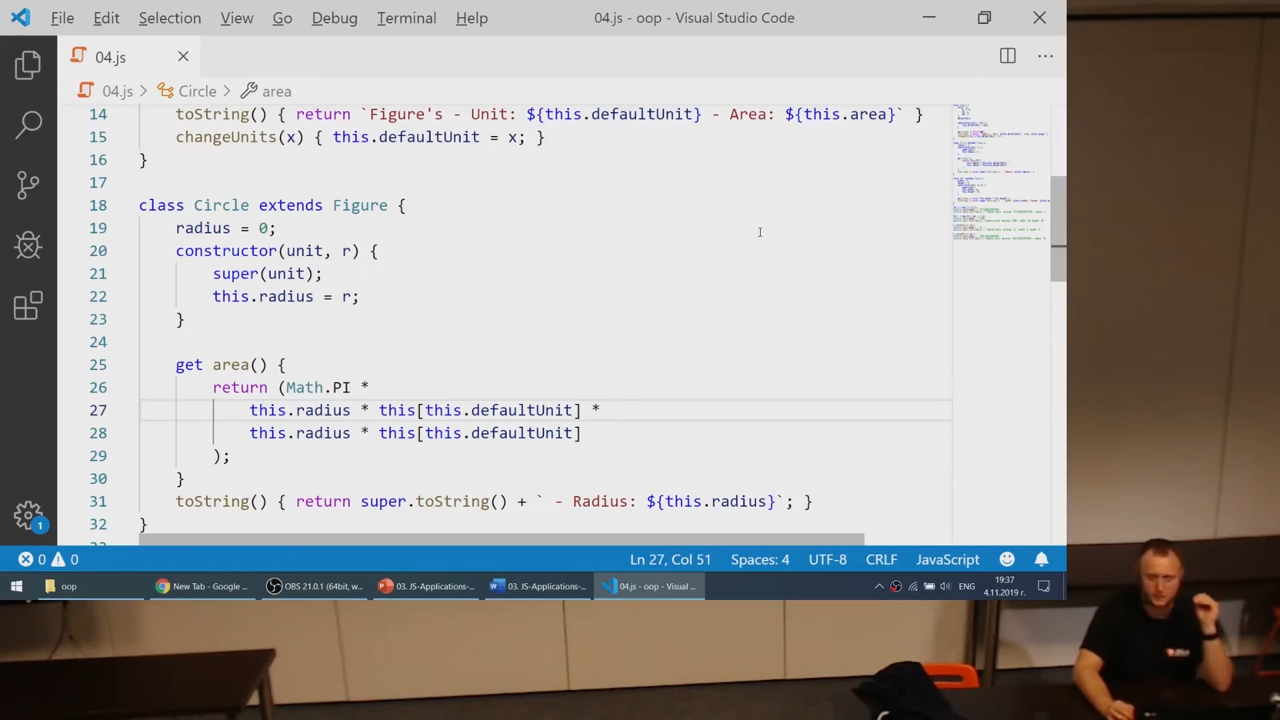 File Edit Selection View Go Debug Terminal Help 04.js - oop - Visual Studio Code
04.js
04.js > Circle > area
14 toString() { return `Figure's - Unit: ${this.defaultUnit} - Area: ${this.area}` }
15 changeUnit(x) { this.defaultUnit = x; }
16 }
17
18 class Circle extends Figure {
19 radius = 0;
20 constructor(unit, r) {
21 super(unit);
22 this.radius = r;
23 }
24
25 get area() {
26 return (Math.PI *
27 this.radius * this[this.defaultUnit] *
28 this.radius * this[this.defaultUnit]
29 );
30 }
31 toString() { return super.toString() + ` - Radius: ${this.radius}`; }
32 }
1 0 0 Ln 27, Col 51 Spaces: 4 UTF-8 CRLF JavaScript
oop New Tab - Google ... OBS 21.0.1 (64bit, w... 03. JS-Applications-... 03. JS-Applications-... 04.js - oop - Visual ... ENG 19:37
4.11.2019 г.